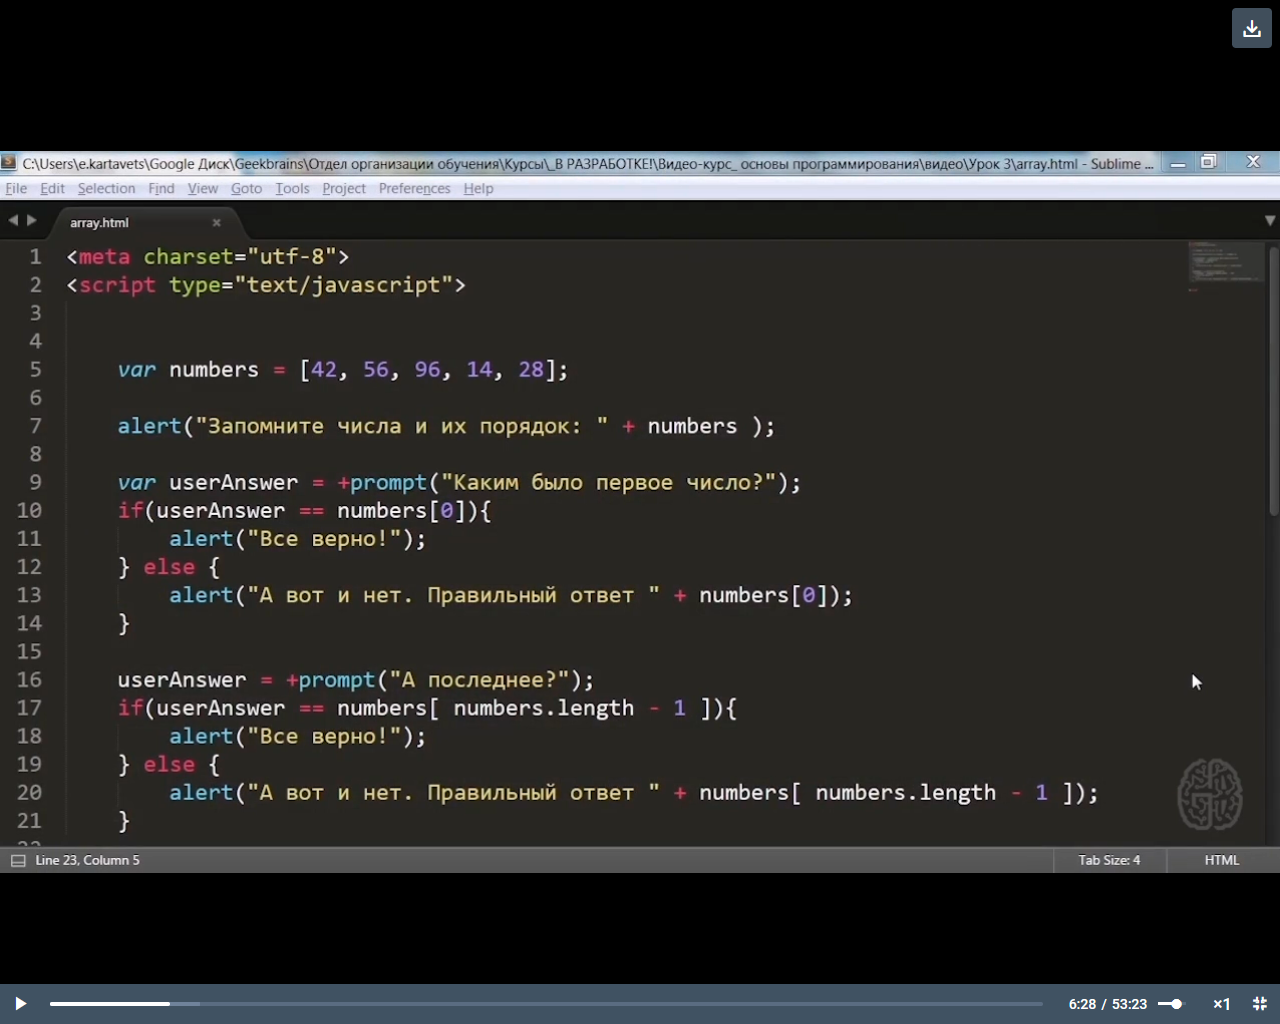 C:\Users\e.kartavets\Google Диск\Geekbrains\Отдел организации обучения\Курсы\_В РАЗРАБОТКЕ!\Видео-курс_ основы программирования\видео\Урок 3\array.html - Sublime ...
File Edit Selection Find View Goto Tools Project Preferences Help
array.html
1 <meta charset="utf-8">
2 <script type="text/javascript">
3
4
5 var numbers = [42, 56, 96, 14, 28];
6
7 alert("Запомните числа и их порядок: " + numbers );
8
9 var userAnswer = +prompt("Каким было первое число?");
10 if(userAnswer == numbers[0]){
11 alert("Все верно!");
12 } else {
13 alert("А вот и нет. Правильный ответ " + numbers[0]);
14 }
15
16 userAnswer = +prompt("А последнее?");
17 if(userAnswer == numbers[ numbers.length - 1 ]){
18 alert("Все верно!");
19 } else {
20 alert("А вот и нет. Правильный ответ " + numbers[ numbers.length - 1 ]);
21 }
Line 23, Column 5 Tab Size: 4 HTML
6:28 / 53:23 ×1